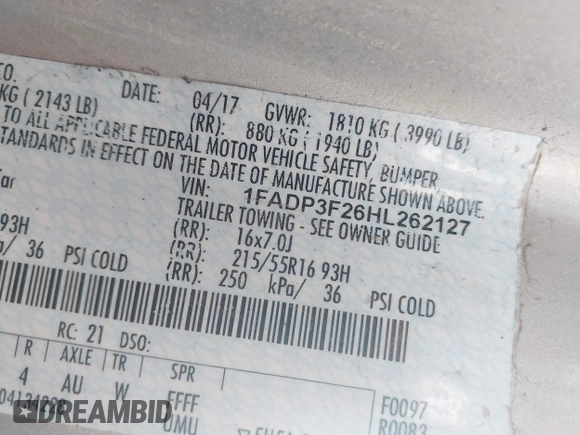 CO.
DATE: 04/17 GVWR: 1810 KG ( 3990 LB)
KG ( 2143 LB) (RR): 880 KG ( 1940 LB)
TO ALL APPLICABLE FEDERAL MOTOR VEHICLE SAFETY, BUMPER,
STANDARDS IN EFFECT ON THE DATE OF MANUFACTURE SHOWN ABOVE.
VIN: 1FADP3F26HL262127
TRAILER TOWING - SEE OWNER GUIDE
(RR): 16x7.0J
93H (RR): 215/55R16 93H
/ 36 PSI COLD (RR): 250 kPa/ 36 PSI COLD
RC: 21 DSO:
R AXLE TR SPR
4 AU W FFFF F0097
UMU R0083
DREAMBID